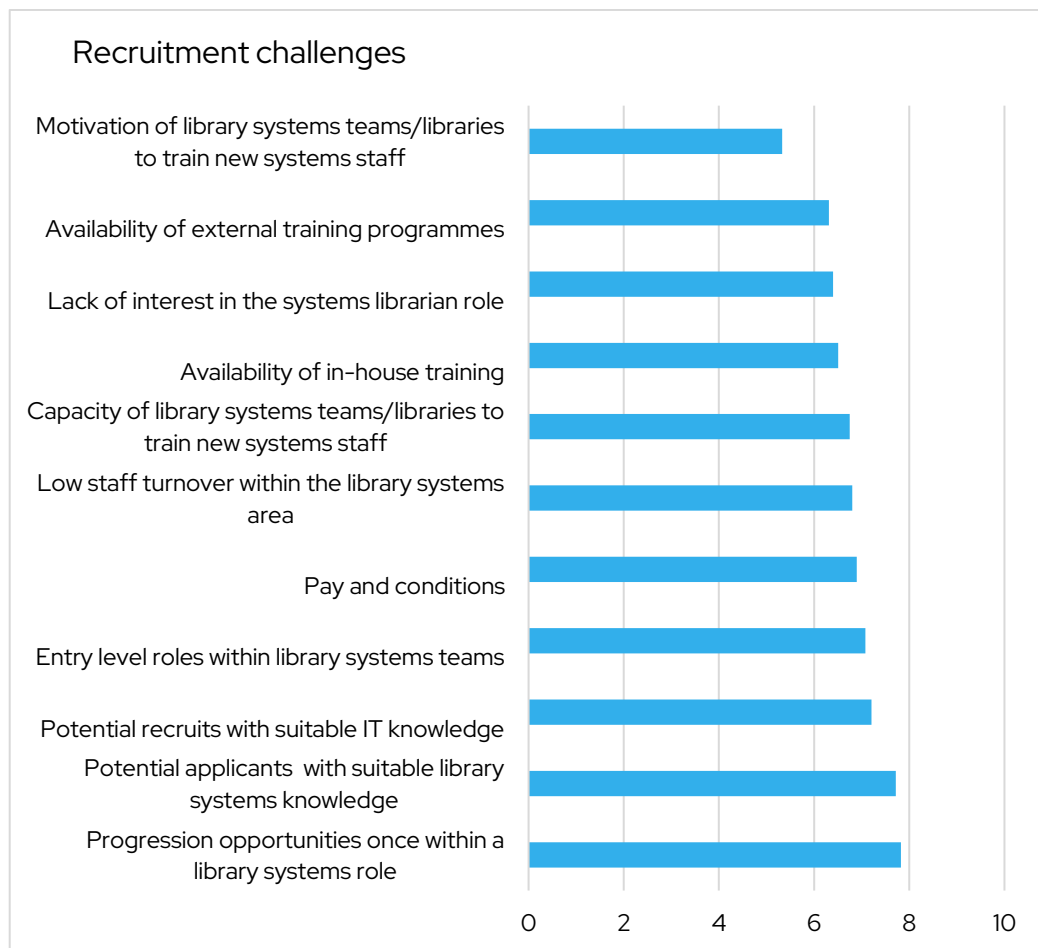 Recruitment challenges
Motivation of library systems teams/libraries
to train new systems staff
Availability of external training programmes
Lack of interest in the systems librarian role
Availability of in-house training
Capacity of library systems teams/libraries to
train new systems staff
Low staff turnover within the library systems
area
Pay and conditions
Entry level roles within library systems teams
Potential recruits with suitable IT knowledge
Potential applicants  with suitable library
systems knowledge
Progression opportunities once within a
library systems role
0 2 4 6 8 10